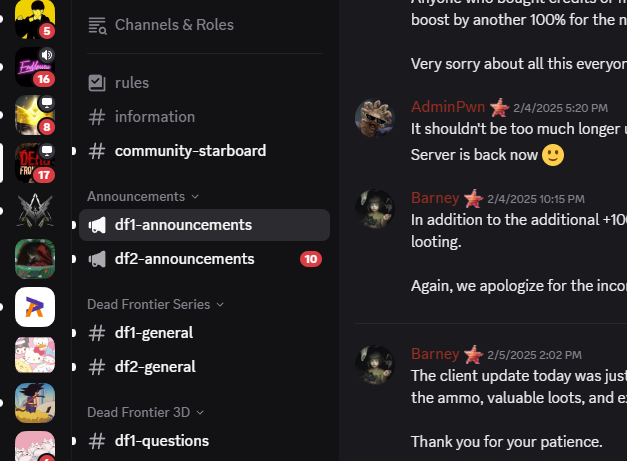 5
16
8
17
Channels & Roles
rules
information
community-starboard
Announcements
df1-announcements
df2-announcements
10
Dead Frontier Series
df1-general
df2-general
Dead Frontier 3D
df1-questions
Anyone who bought credits or
boost by another 100% for the n
Very sorry about all this everyon
AdminPwn 2/4/2025 5:20 PM
It shouldn't be too much longer
Server is back now
Barney 2/4/2025 10:15 PM
In addition to the additional +10
looting.
Again, we apologize for the inco
Barney 2/5/2025 2:02 PM
The client update today was just
the ammo, valuable loots, and e
Thank you for your patience.